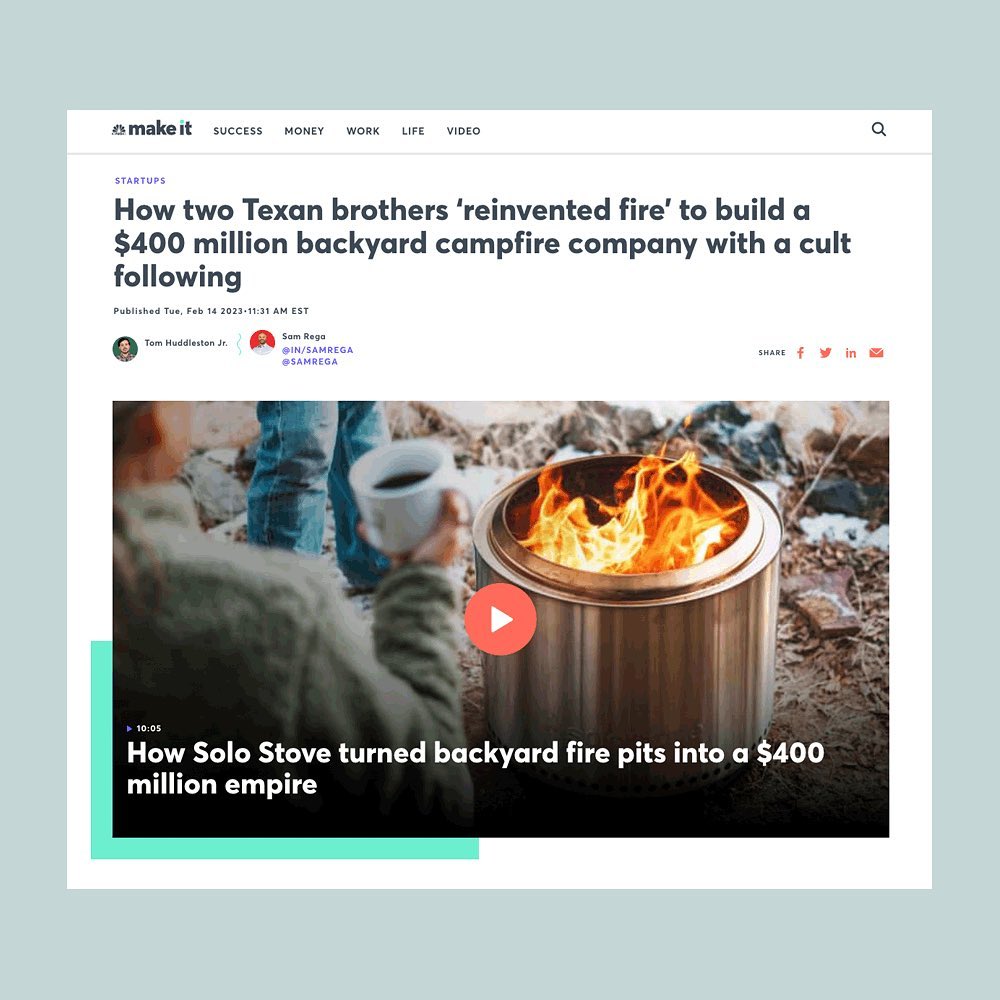 make it SUCCESS MONEY WORK LIFE VIDEO
STARTUPS
How two Texan brothers ‘reinvented fire’ to build a
$400 million backyard campfire company with a cult
following
Published Tue, Feb 14 2023•11:31 AM EST
Tom Huddleston Jr.
Sam Rega
@IN/SAMREGA
@SAMREGA
SHARE
10:05
How Solo Stove turned backyard fire pits into a $400
million empire